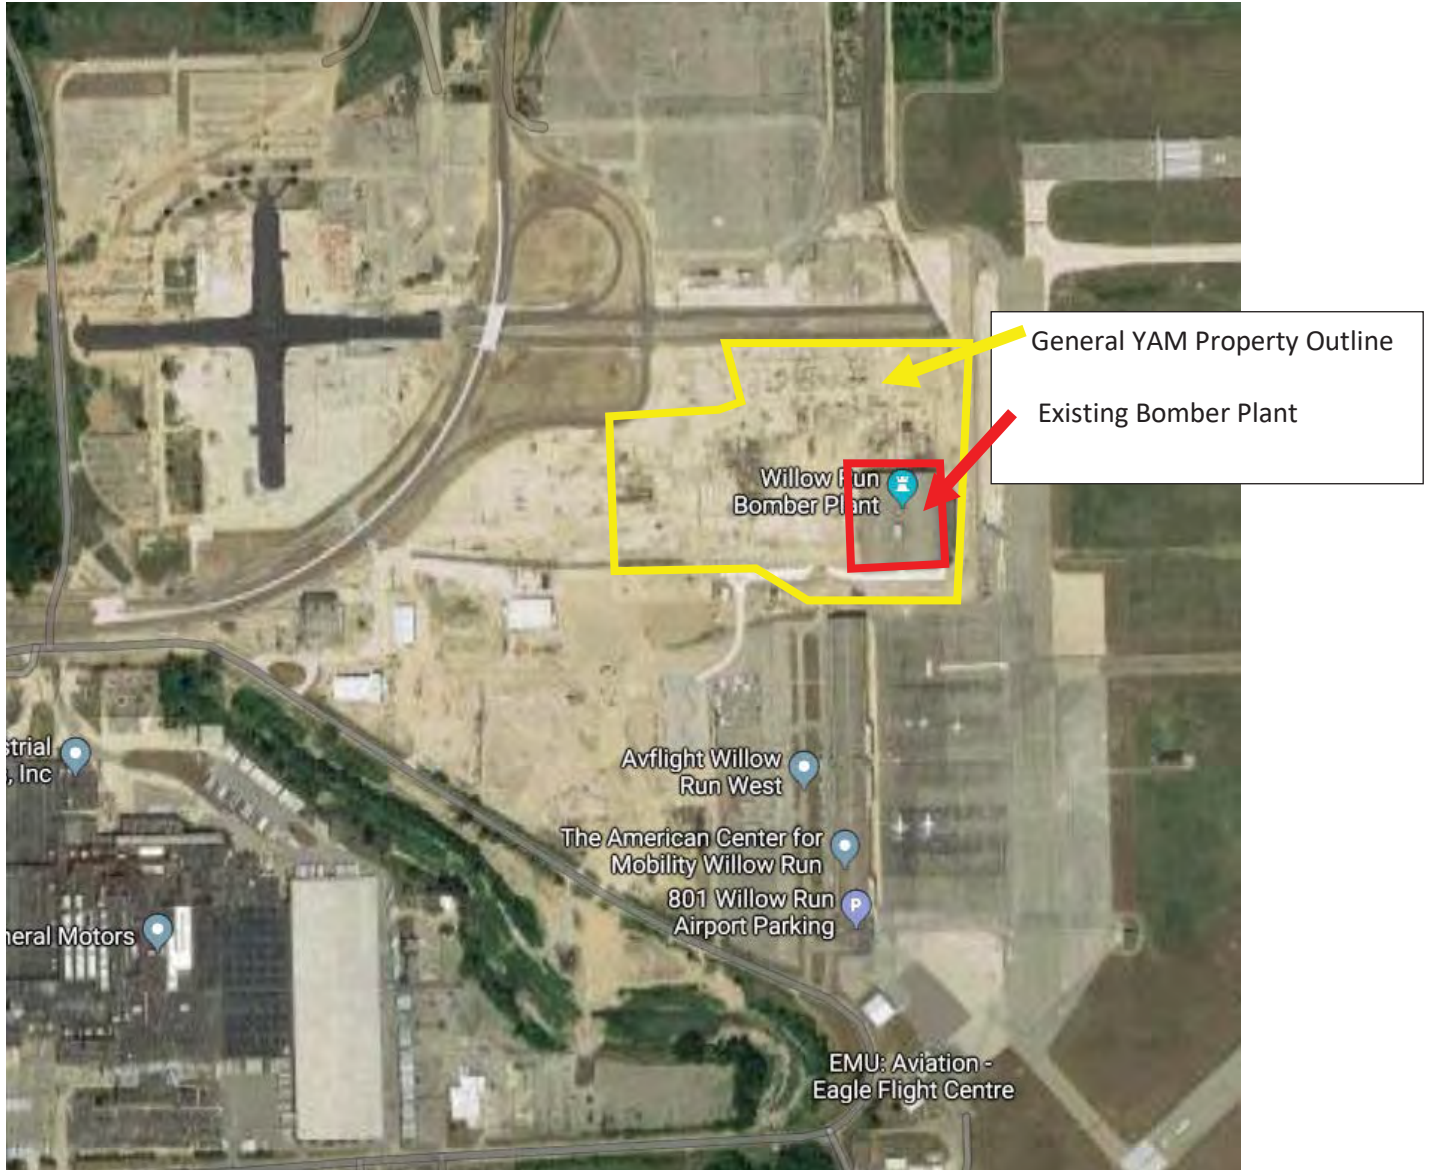 General YAM Property Outline
Existing Bomber Plant
Willow Run
Bomber Plant
strial
, Inc
Avflight Willow
Run West
The American Center for
Mobility Willow Run
801 Willow Run
Airport Parking
P
neral Motors
EMU: Aviation -
Eagle Flight Centre